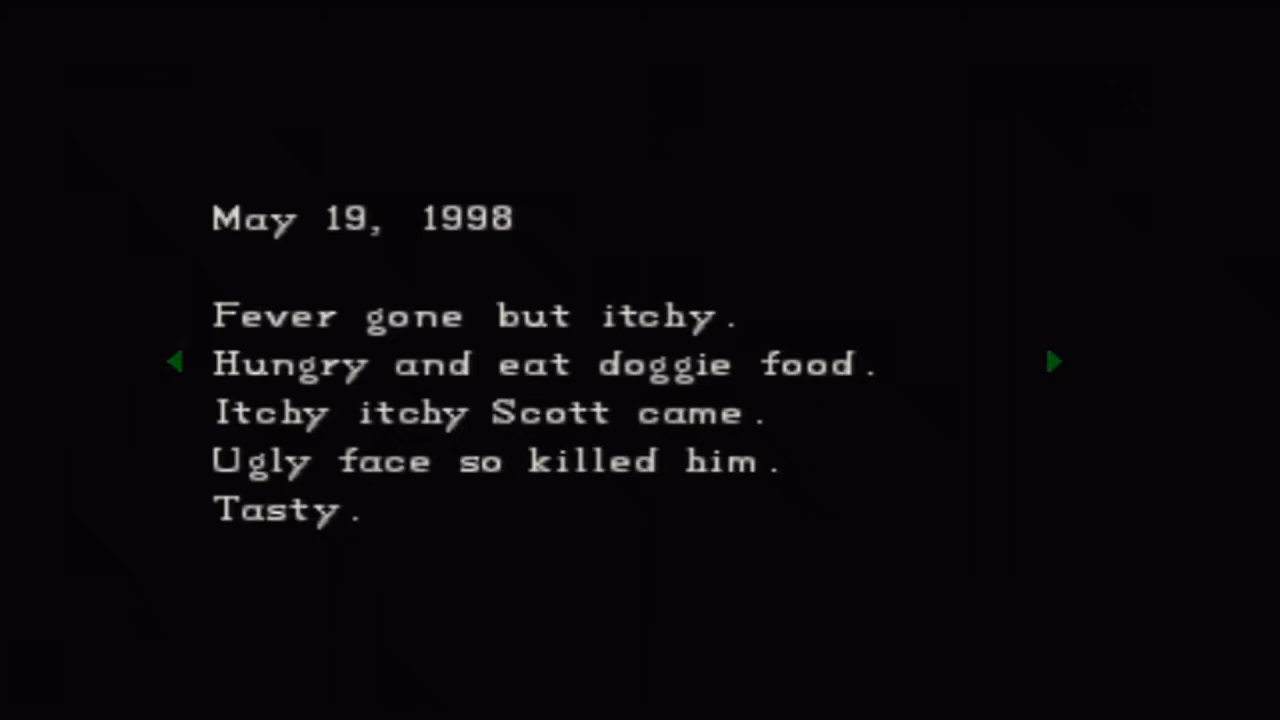 May 19, 1998
Fever gone but itchy.
Hungry and eat doggie food.
Itchy itchy Scott came.
Ugly face so killed him.
Tasty.